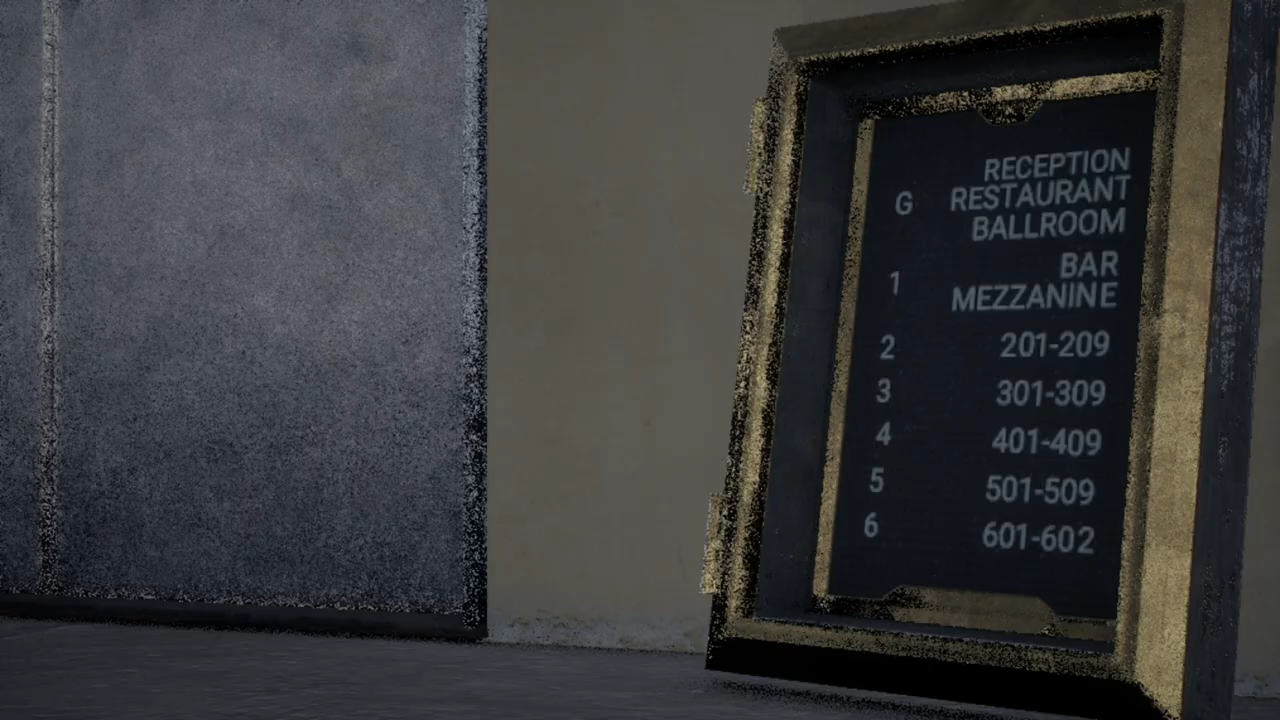 RECEPTION
G RESTAURANT
BALLROOM
BAR
1
MEZZANINE
2 201-209
3 301-309
4 401-409
5 501-509
6 601-602